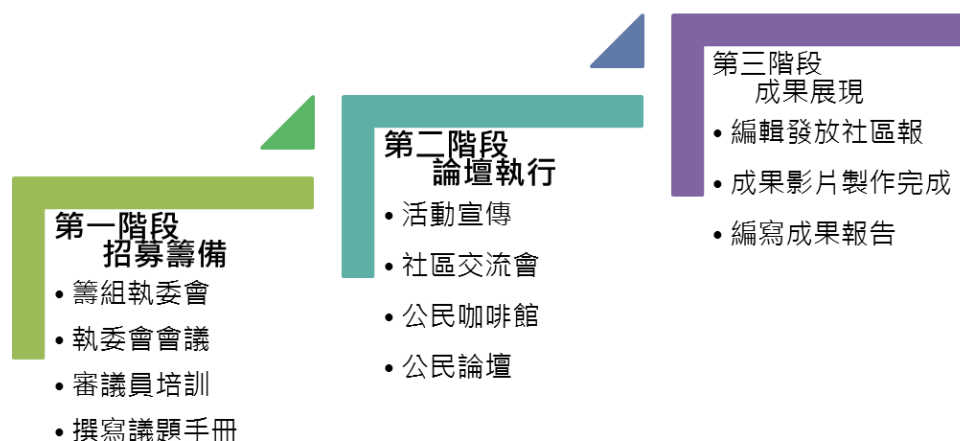 第一階段
招募籌備
• 籌組執委會
• 執委會會議
• 審議員培訓
• 撰寫議題手冊
第二階段
論壇執行
• 活動宣傳
• 社區交流會
• 公民咖啡館
• 公民論壇
第三階段
成果展現
• 編輯發放社區報
• 成果影片製作完成
• 編寫成果報告